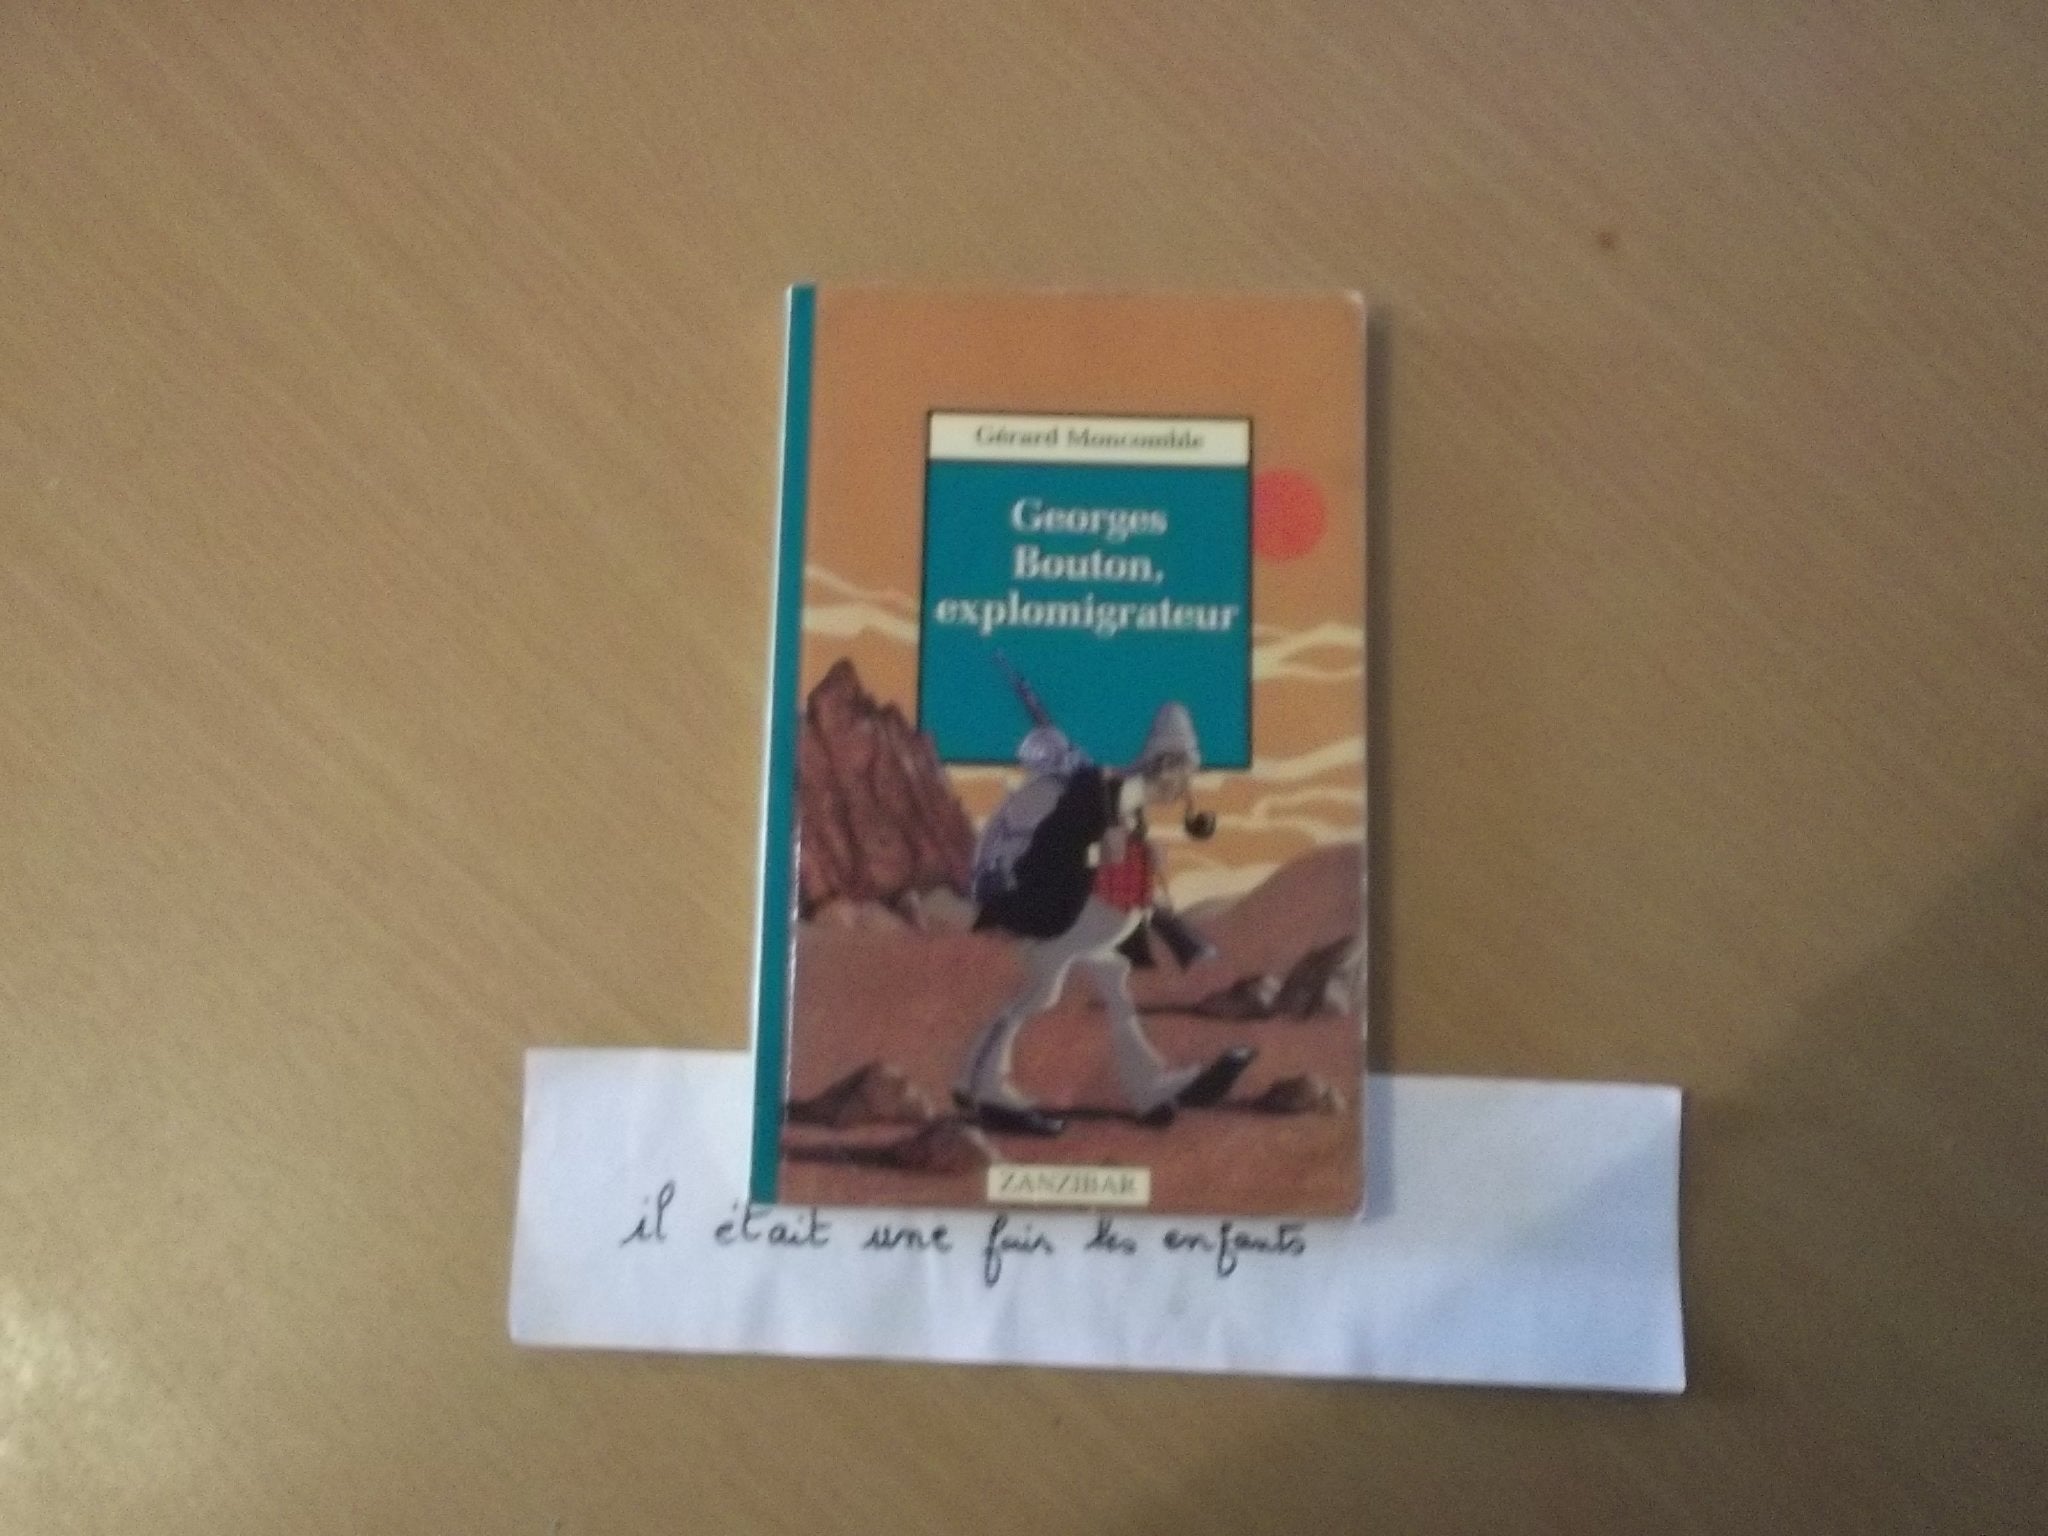 Gérard Moncomble
Georges
Bouton,
explomigrateur
ZANZIBAR
il était une fois les enfants